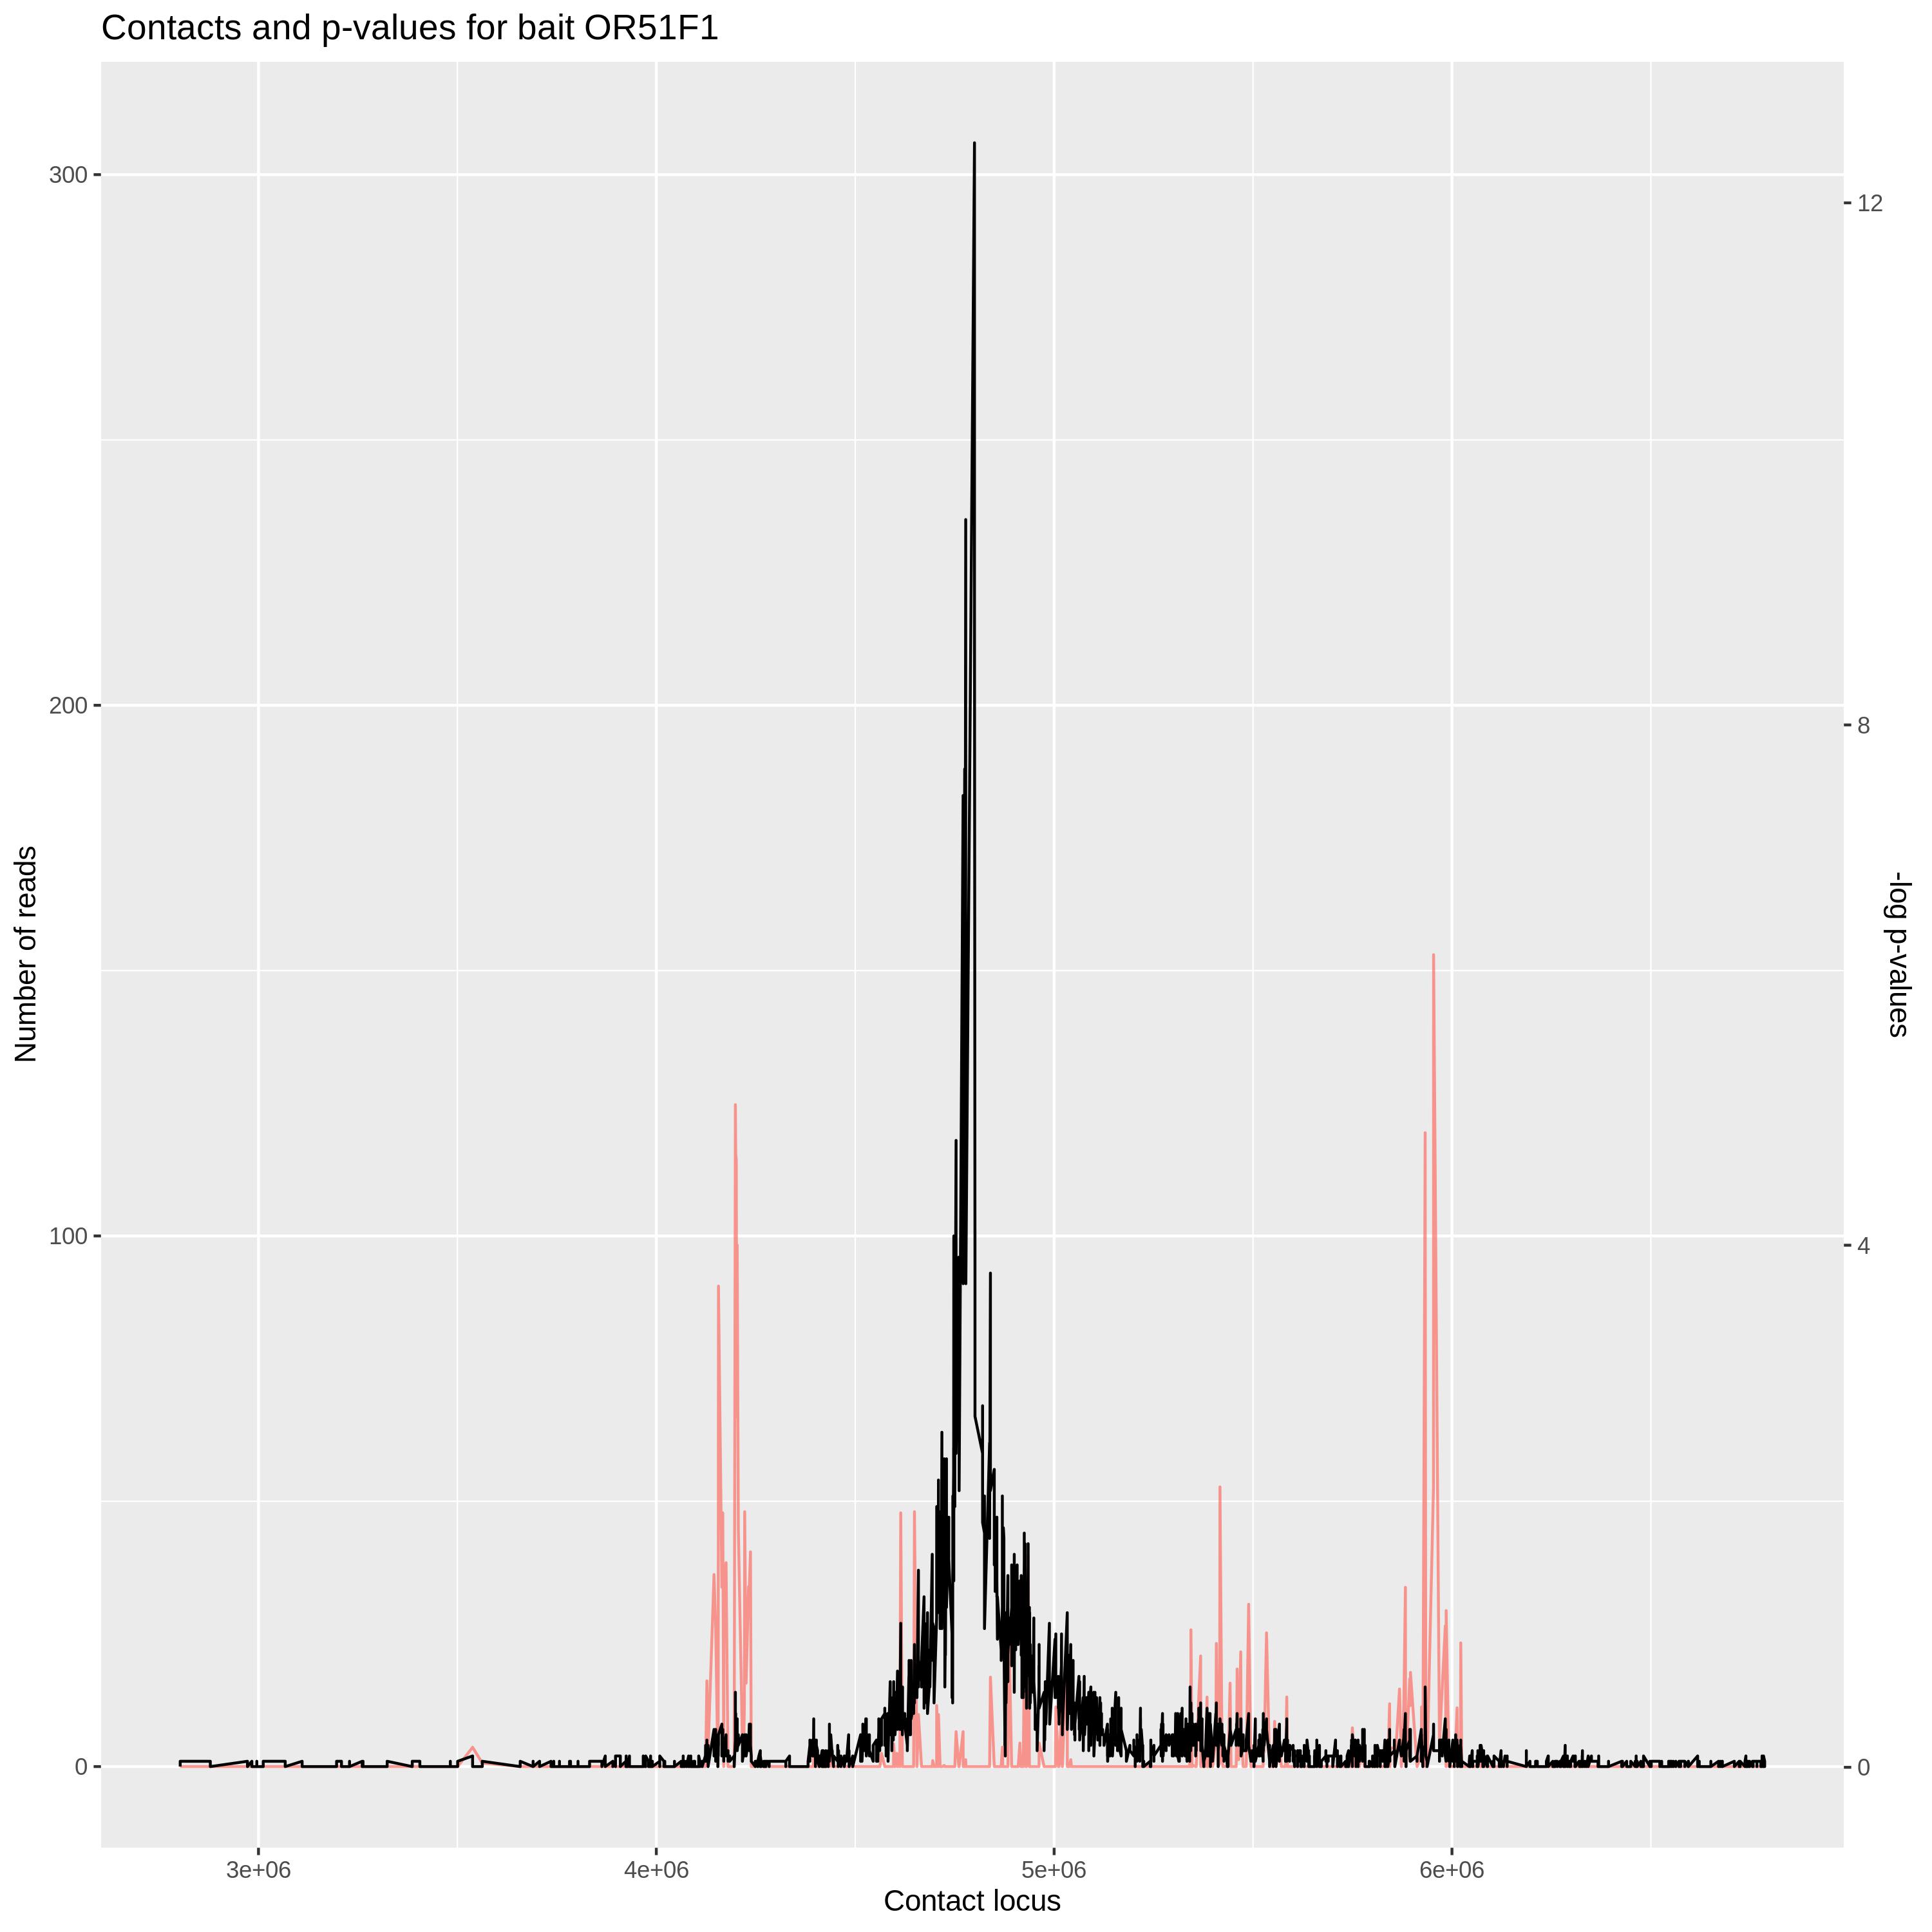 Contacts and p-values for bait OR51F1
300
200
100
0
Number of reads
12
8
4
0
-log p-values
3e+06
4e+06
5e+06
6e+06
Contact locus